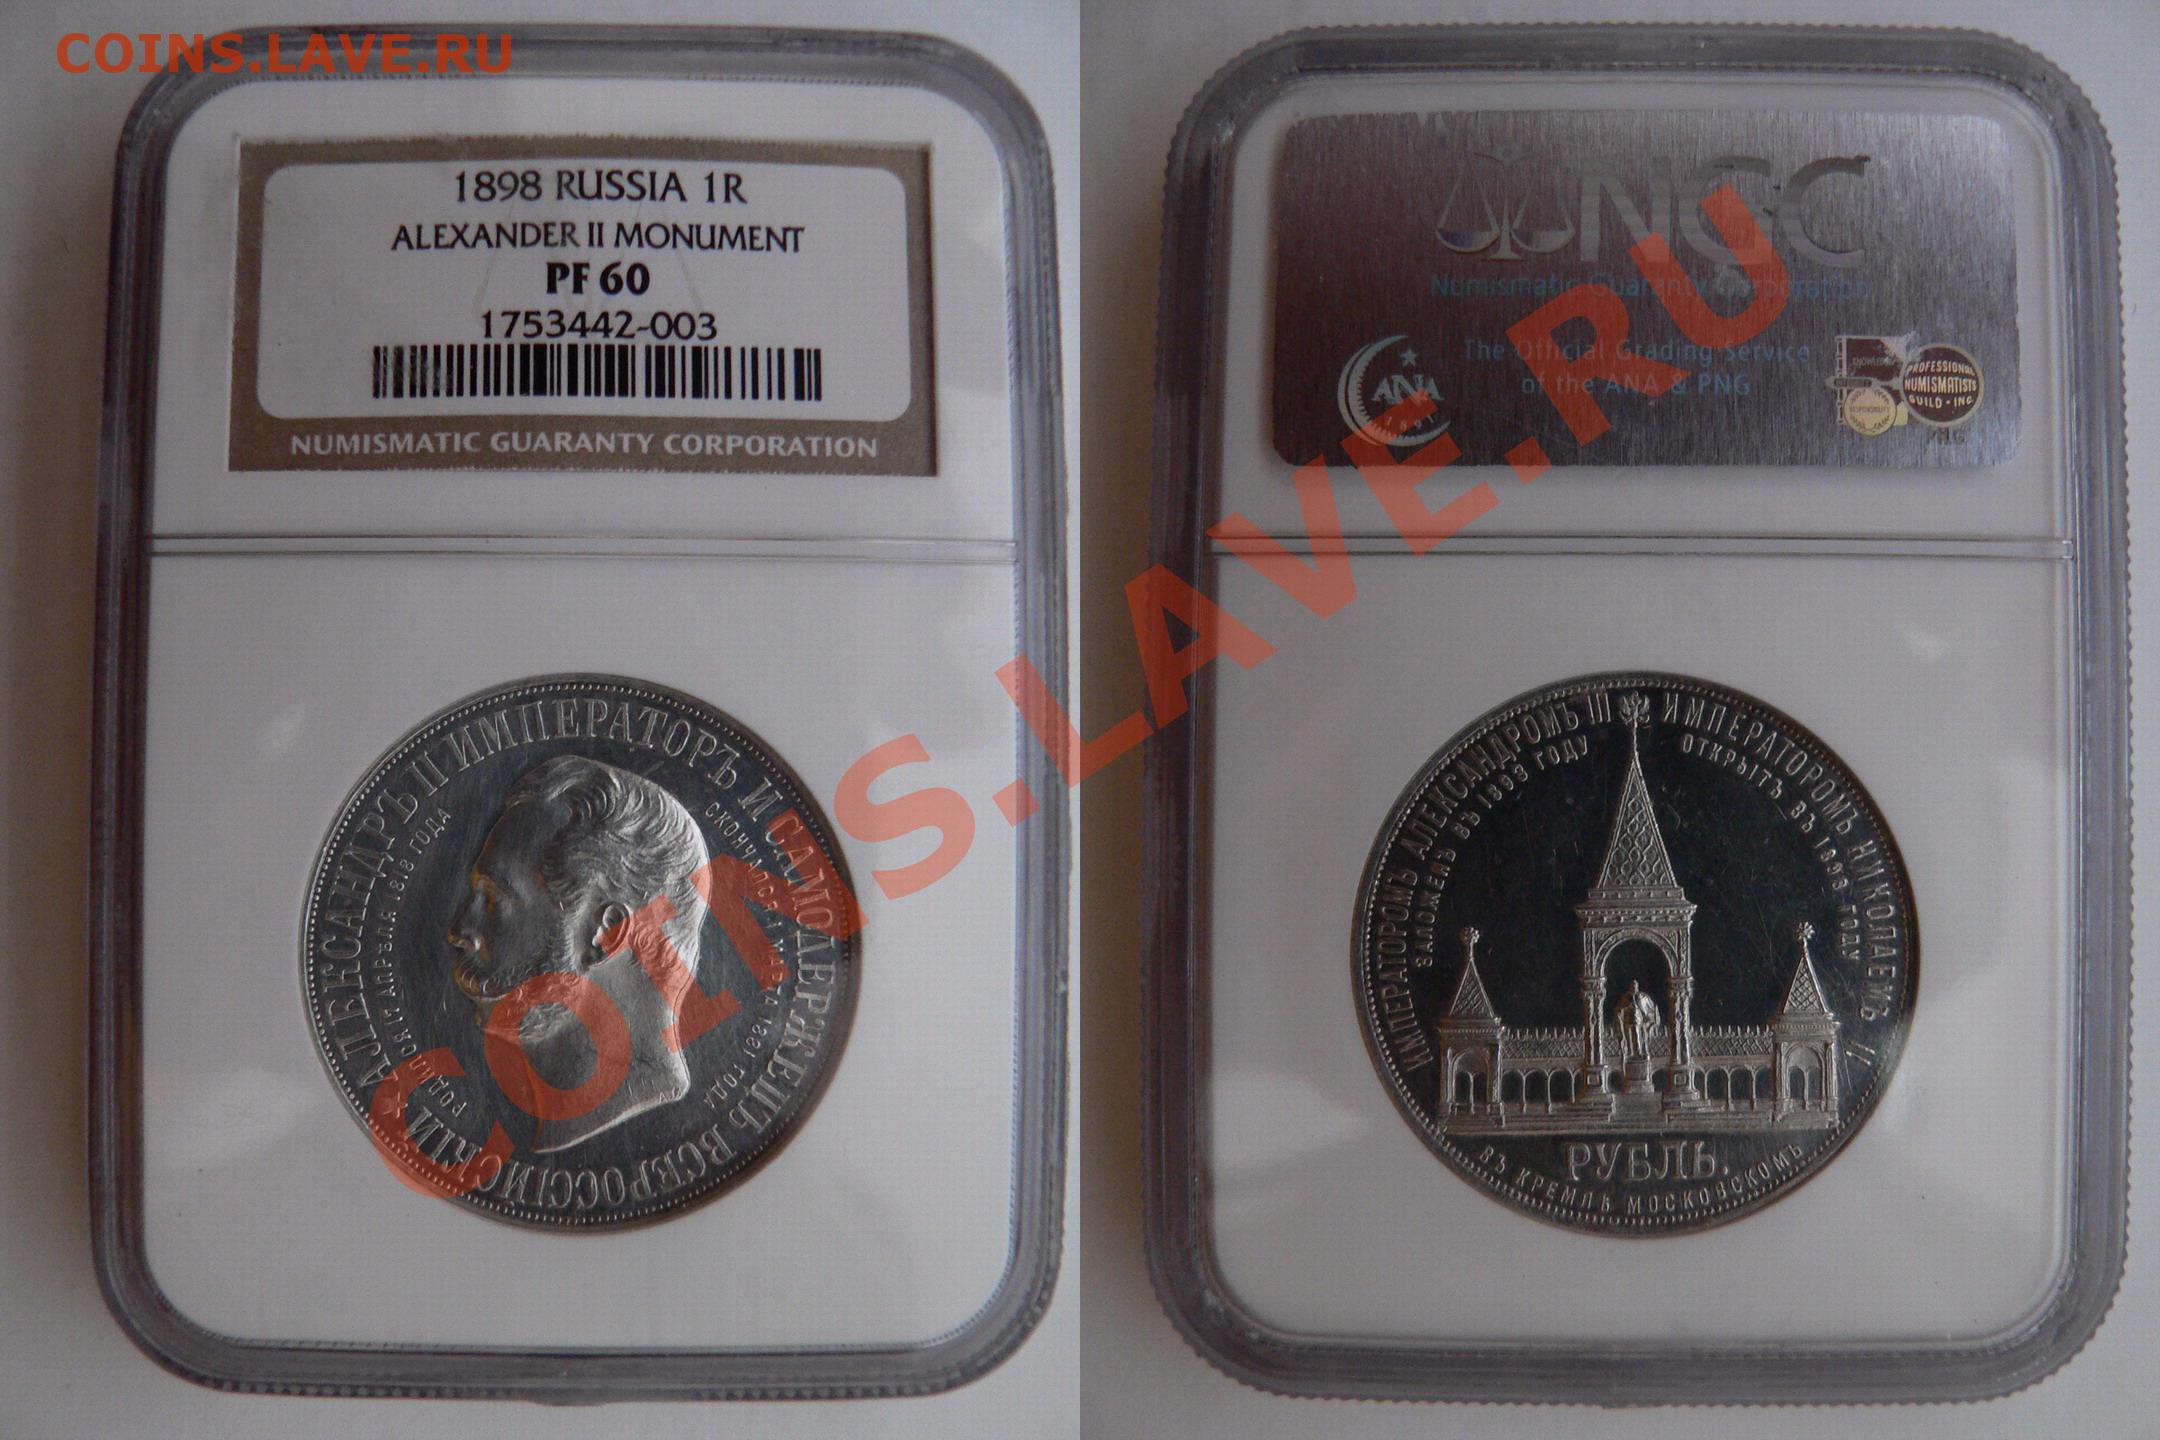 COINS.LAVE.RU
1898 RUSSIA 1R
ALEXANDER II MONUMENT
PF 60
1753442-003
NUMISMATIC GUARANTY CORPORATION
АЛЕКСАНДРЪ II ИМПЕРАТОРЪ И САМОДЕРЖЕЦЪ ВСЕРОССIЙСКIЙ
РОДИЛСЯ 17 АПРѢЛЯ 1818 ГОДА
СКОНЧАЛСЯ 1 МАРТА 1881 ГОДА
NGC
Numismatic Guaranty Corporation
The Official Grading Service
of the ANA & PNG
ANA
1891
PROFESSIONAL
NUMISMATISTS
GUILD • INC.
KNOWLEDGE
RESPONSIBILITY
P.N.G.
ИМПЕРАТОРОМЪ АЛЕКСАНДРОМЪ III ИМПЕРАТОРОМЪ НИКОЛАЕМЪ II
ЗАЛОЖЕНЪ ВЪ 1893 ГОДУ
ОТКРЫТЪ ВЪ 1898 ГОДУ
РУБЛЬ.
ВЪ КРЕМЛѢ МОСКОВСКОМЪ
COINS.LAVE.RU